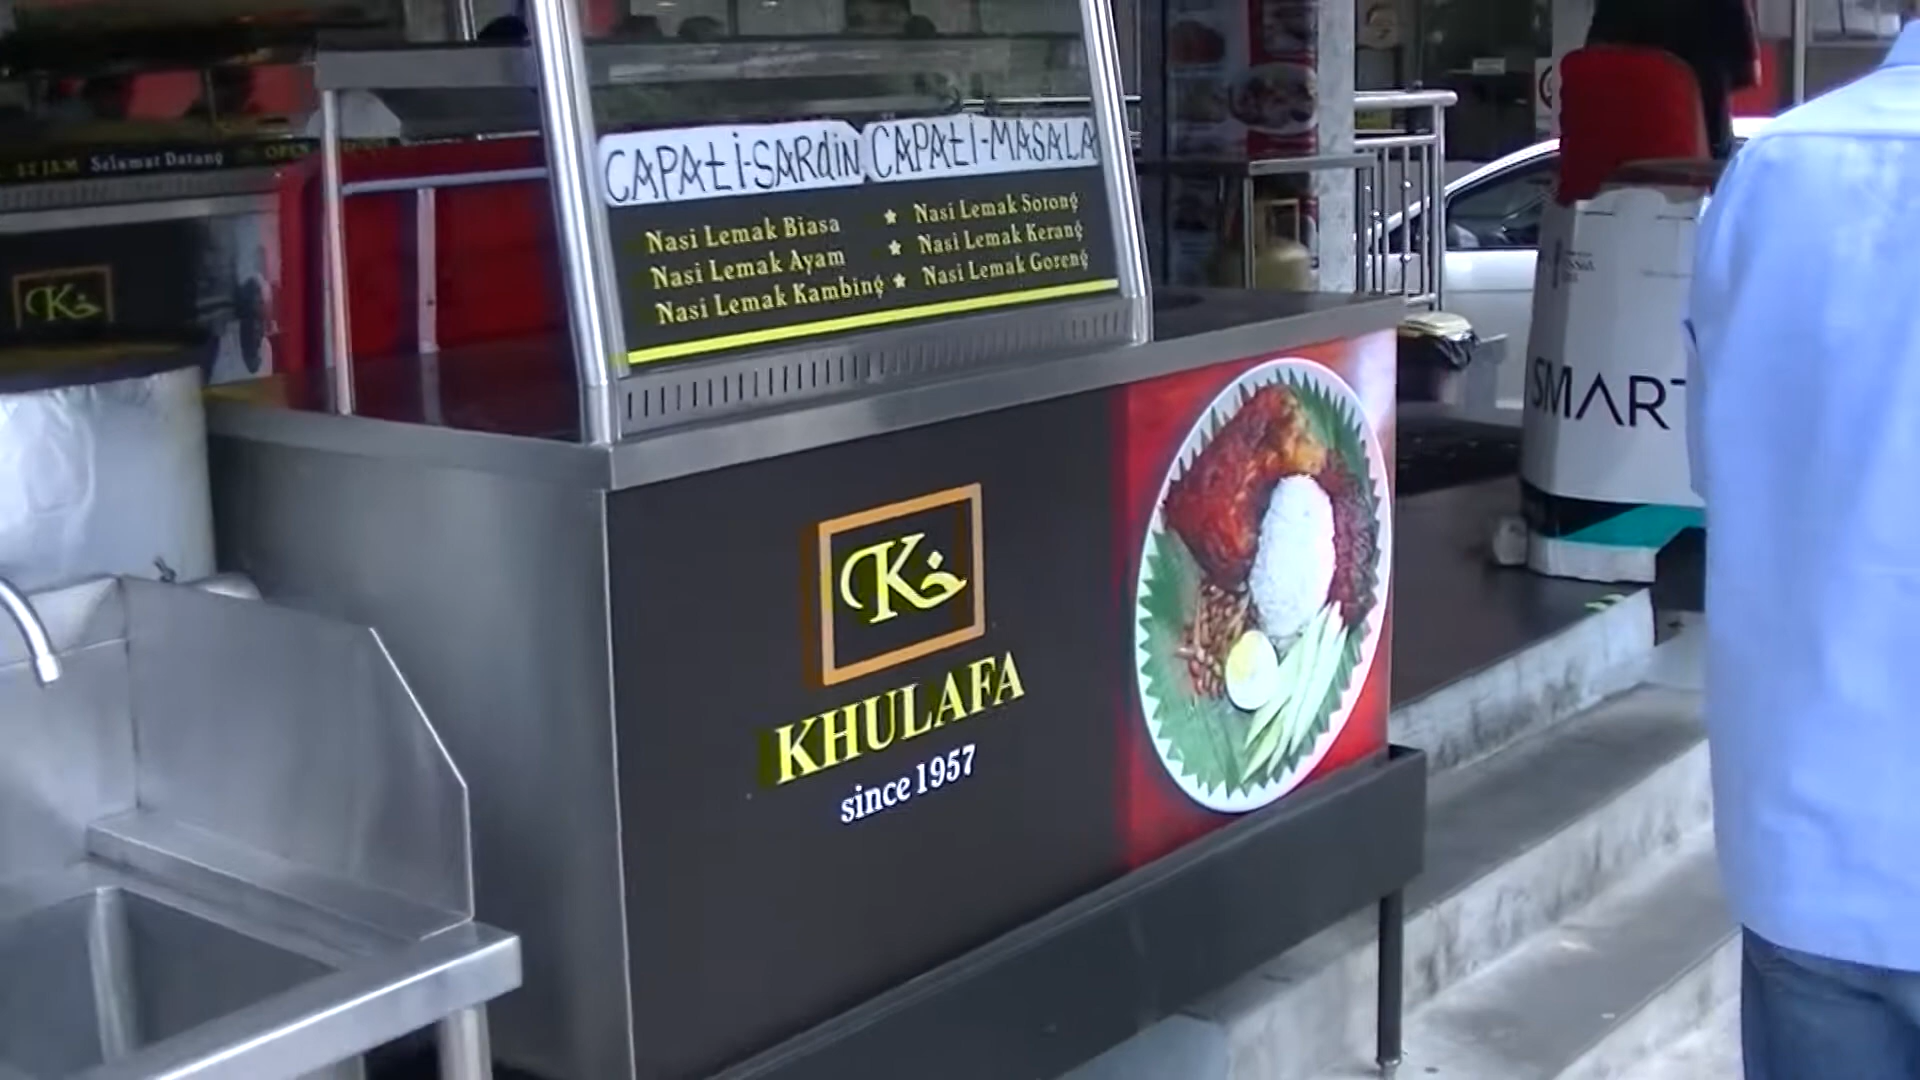 CAPAti-SARdiN
CAPAtI-MASALA
Nasi Lemak Biasa
★ Nasi Lemak Sotong
Nasi Lemak Ayam
★ Nasi Lemak Kerang
Nasi Lemak Kambing
★ Nasi Lemak Goreng
JAM Selamat Datang
OPEN
K
K
KHULAFA
since 1957
SMART